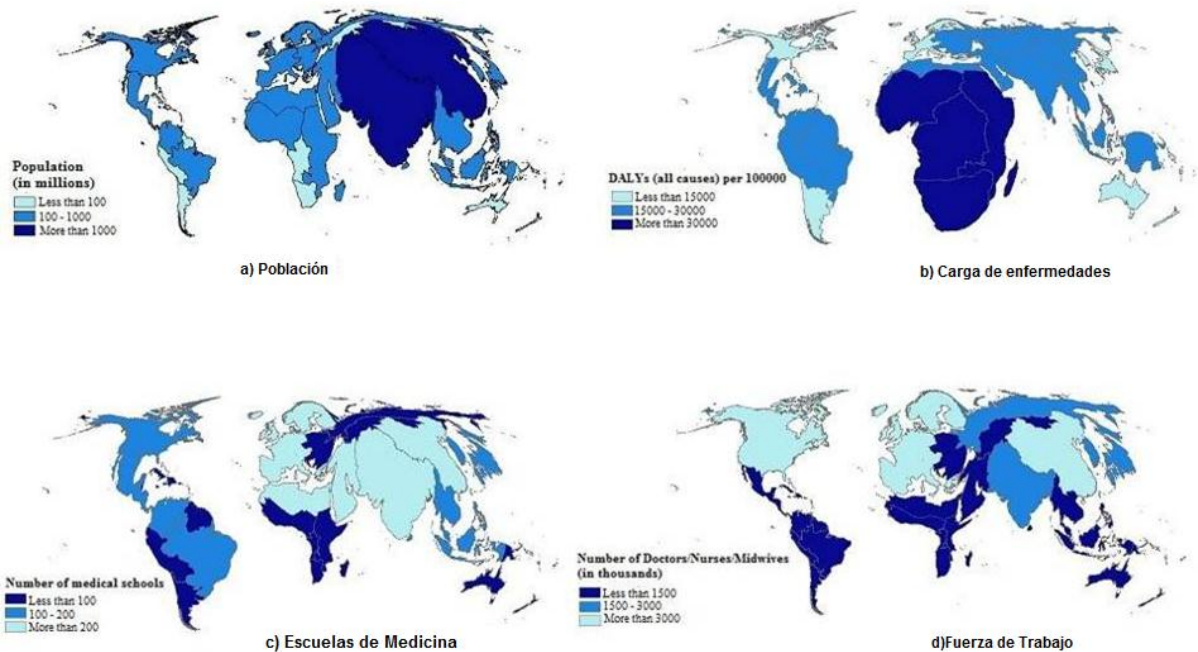 Population
(in millions)
Less than 100
100 - 1000
More than 1000
a) Población
DALYs (all causes) per 100000
Less than 15000
15000 - 30000
More than 30000
b) Carga de enfermedades
Number of medical schools
Less than 100
100 - 200
More than 200
c) Escuelas de Medicina
Number of Doctors/Nurses/Midwives
(in thousands)
Less than 1500
1500 - 3000
More than 3000
d)Fuerza de Trabajo